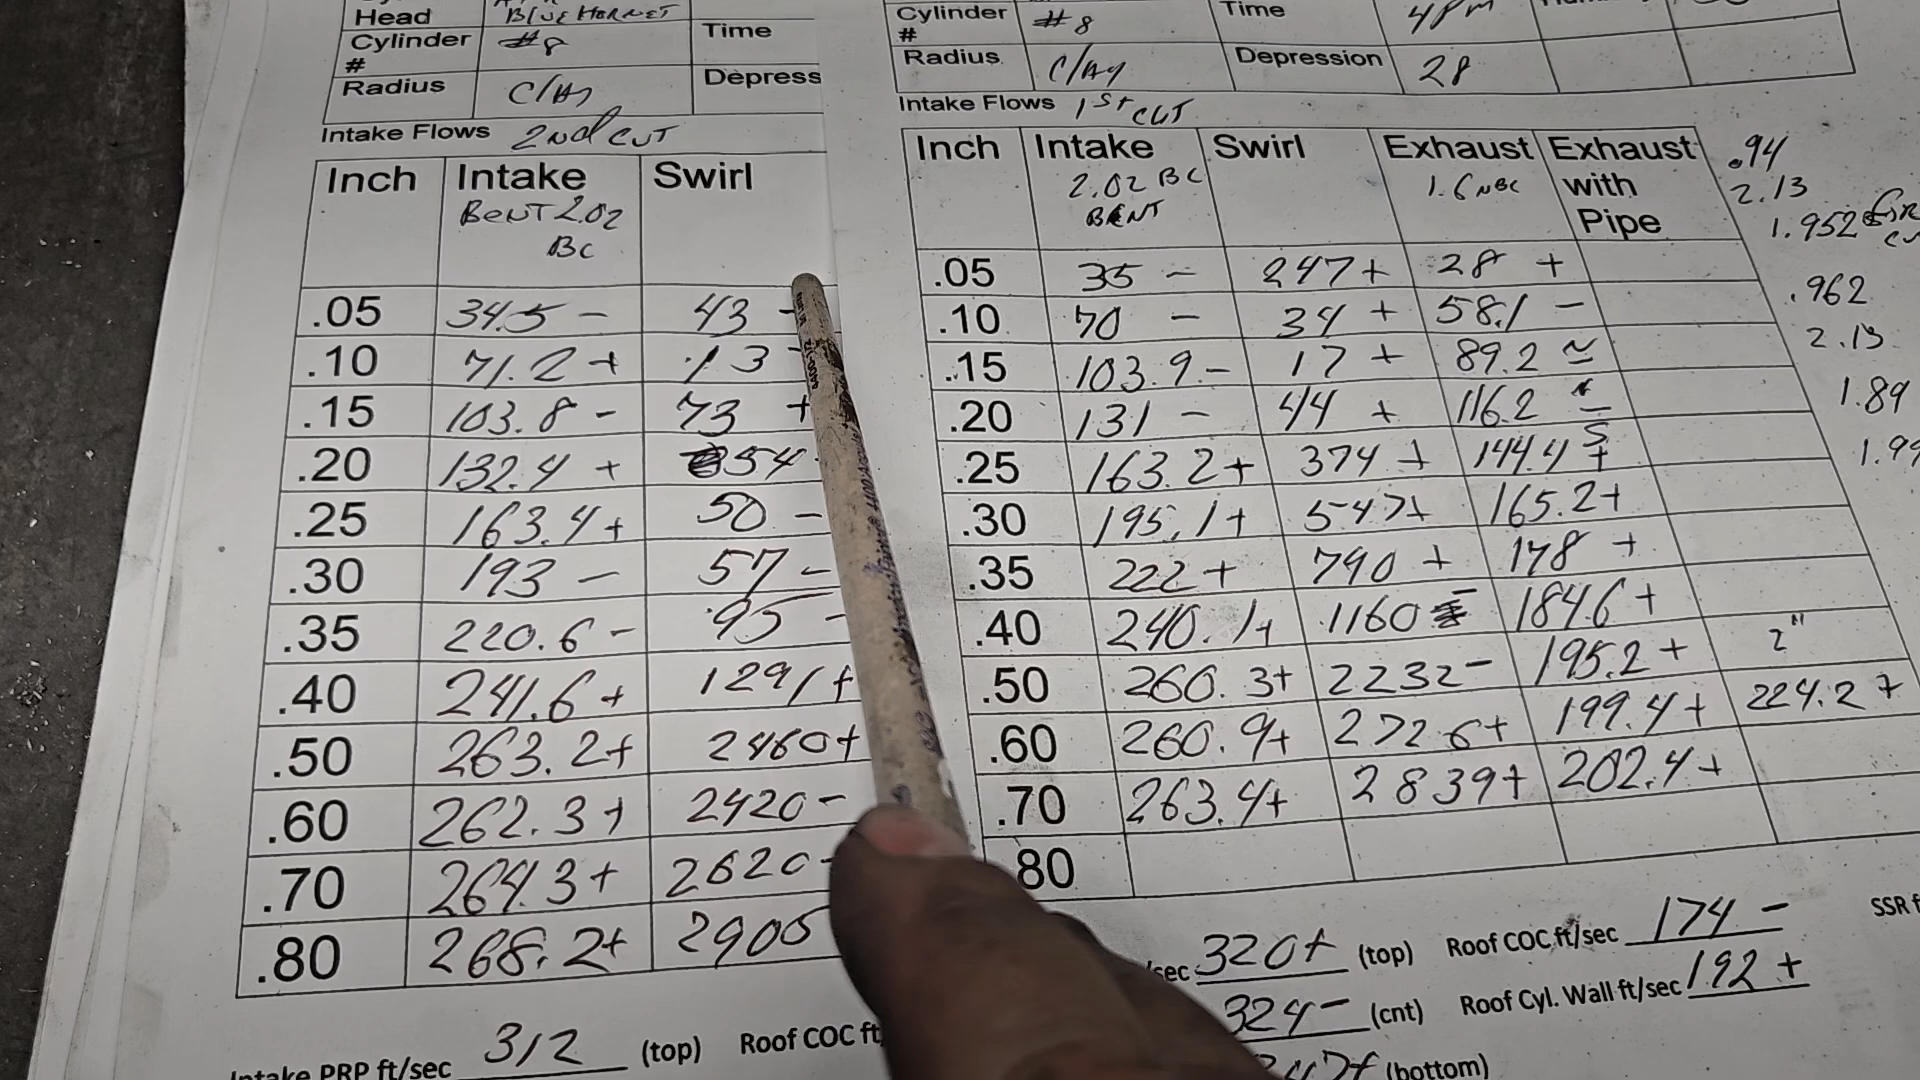 Head BLUE HORNET
Cylinder # #8 Time
Radius C/Ay Depress
Intake Flows 2nd CUT
Inch Intake BENT 2.02 BC Swirl
.05 34.5 - 43 -
.10 71.2 + 13 -
.15 103.8 - 73 +
.20 132.4 + 54
.25 163.4+ 50 -
.30 193 - 57 -
.35 220.6 - 95 -
.40 241.6+ 1291+
.50 263.2+ 2460+
.60 262.3+ 2420-
.70 264.3+ 2620-
.80 268.2+ 2905
Intake PRP ft/sec 312 (top) Roof COC ft
Cylinder # #8 Time 4pm
Radius C/Ay Depression 28
Intake Flows 1st CUT
Inch Intake 2.02 BC BENT Swirl Exhaust 1.6 NBC Exhaust with Pipe
.05 35 - 247+ 28 +
.10 70 - 34 + 58.1 -
.15 103.9- 17 + 89.2 ~
.20 131 - 44 + 116.2
.25 163.2+ 374 + 144.4 +
.30 195.1+ 547+ 165.2+
.35 222+ 790 + 178 +
.40 240.1+ 1160 - 184.6+
.50 260.3+ 2232- 195.2+ 2"
.60 260.9+ 2726+ 199.4+ 224.2+
.70 263.4+ 2839+ 202.4+
.80
.94
2.13
1.952
.962
2.13
1.89
1.99
sec 320+ (top) Roof COC ft/sec 174- SSR f
324- (cnt) Roof Cyl. Wall ft/sec 192+
(bottom)